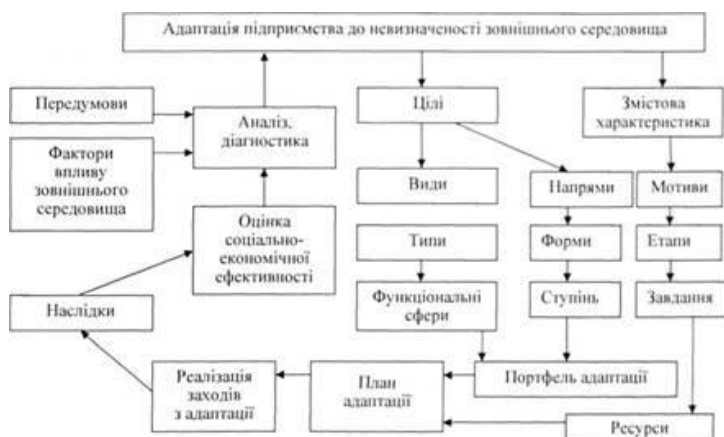 Адаптація підприємства до невизначеності зовнішнього середовища
Передумови
Фактори
впливу
зовнішнього
середовища
Аналіз,
діагностика
Цілі
Змістова
характеристика
Види
Напрями
Мотиви
Оцінка
соціально-
економічної
ефективності
Типи
Форми
Етапи
Наслідки
Функціональні
сфери
Ступінь
Завдання
Реалізація
заходів
з адаптації
План
адаптації
Портфель адаптації
Ресурси